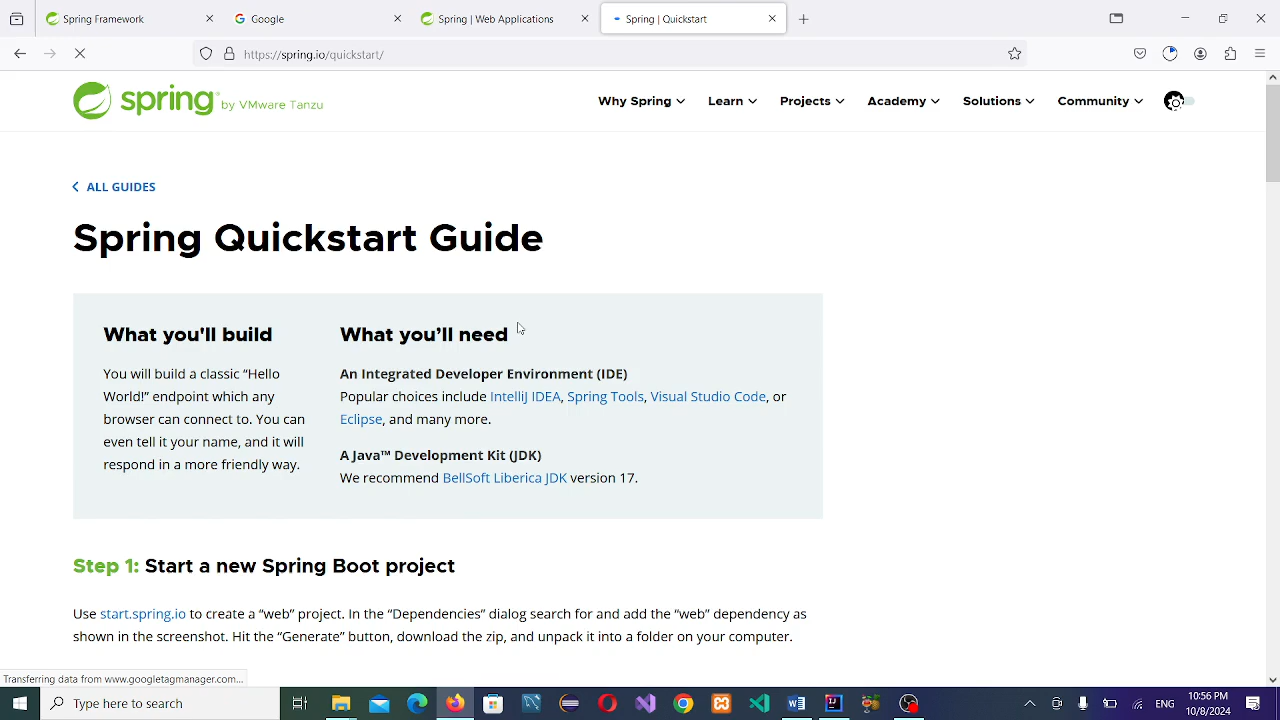 Spring Framework
Google
Spring | Web Applications
Spring | Quickstart
https://spring.io/quickstart/
spring by VMware Tanzu
Why Spring
Learn
Projects
Academy
Solutions
Community
ALL GUIDES
Spring Quickstart Guide
What you'll build
You will build a classic “Hello
World!” endpoint which any
browser can connect to. You can
even tell it your name, and it will
respond in a more friendly way.
What you’ll need
An Integrated Developer Environment (IDE)
Popular choices include IntelliJ IDEA, Spring Tools, Visual Studio Code, or
Eclipse, and many more.
A Java™ Development Kit (JDK)
We recommend BellSoft Liberica JDK version 17.
Step 1: Start a new Spring Boot project
Use start.spring.io to create a “web” project. In the “Dependencies” dialog search for and add the “web” dependency as
shown in the screenshot. Hit the “Generate” button, download the zip, and unpack it into a folder on your computer.
Transferring data from www.googletagmanager.com...
Type here to search
ENG
10:56 PM
10/8/2024